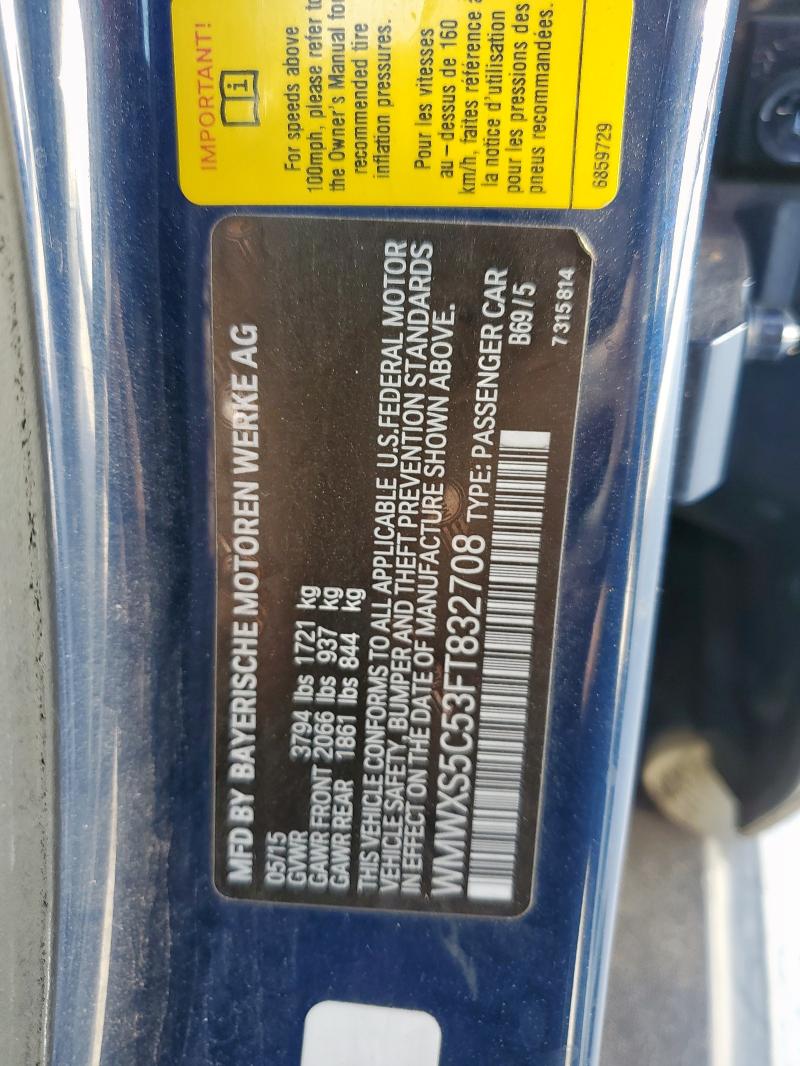 IMPORTANT!
For speeds above
100mph, please refer to
the Owner's Manual for
recommended tire
inflation pressures.
Pour les vitesses
au-dessus de 160
km/h, faites référence à
la notice d'utilisation
pour les pressions des
pneus recommandées.
6859729
MFD BY BAYERISCHE MOTOREN WERKE AG
05/15
GVWR 3794 lbs 1721 kg
GAWR FRONT 2066 lbs 937 kg
GAWR REAR 1861 lbs 844 kg
THIS VEHICLE CONFORMS TO ALL APPLICABLE U.S.FEDERAL MOTOR
VEHICLE SAFETY, BUMPER AND THEFT PREVENTION STANDARDS
IN EFFECT ON THE DATE OF MANUFACTURE SHOWN ABOVE.
WMWXS5C53FT832708 TYPE: PASSENGER CAR
B69/5
7315814